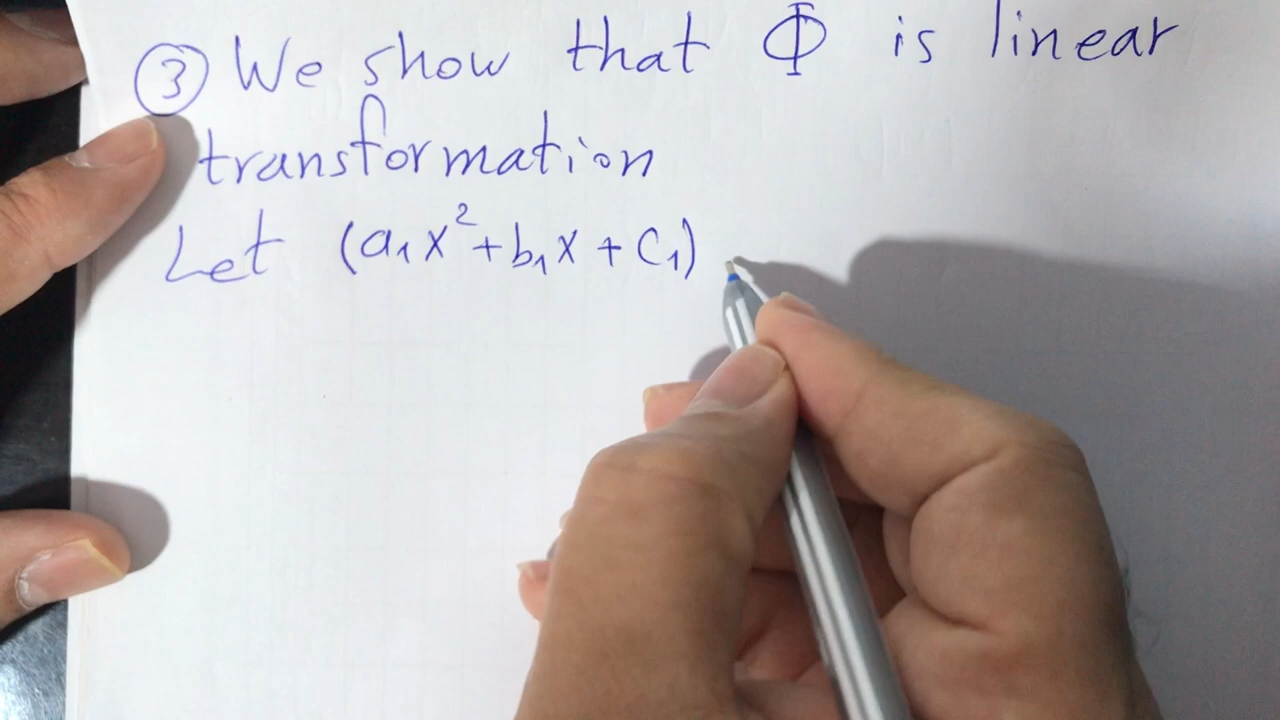 ③ We show that Φ is linear
transformation
Let (a₁x²+b₁x+c₁)